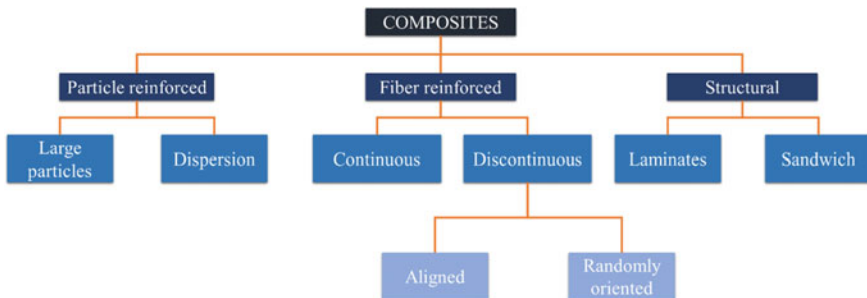 COMPOSITES
Particle reinforced
Fiber reinforced
Structural
Large
particles
Dispersion
Continuous
Discontinuous
Laminates
Sandwich
Aligned
Randomly
oriented